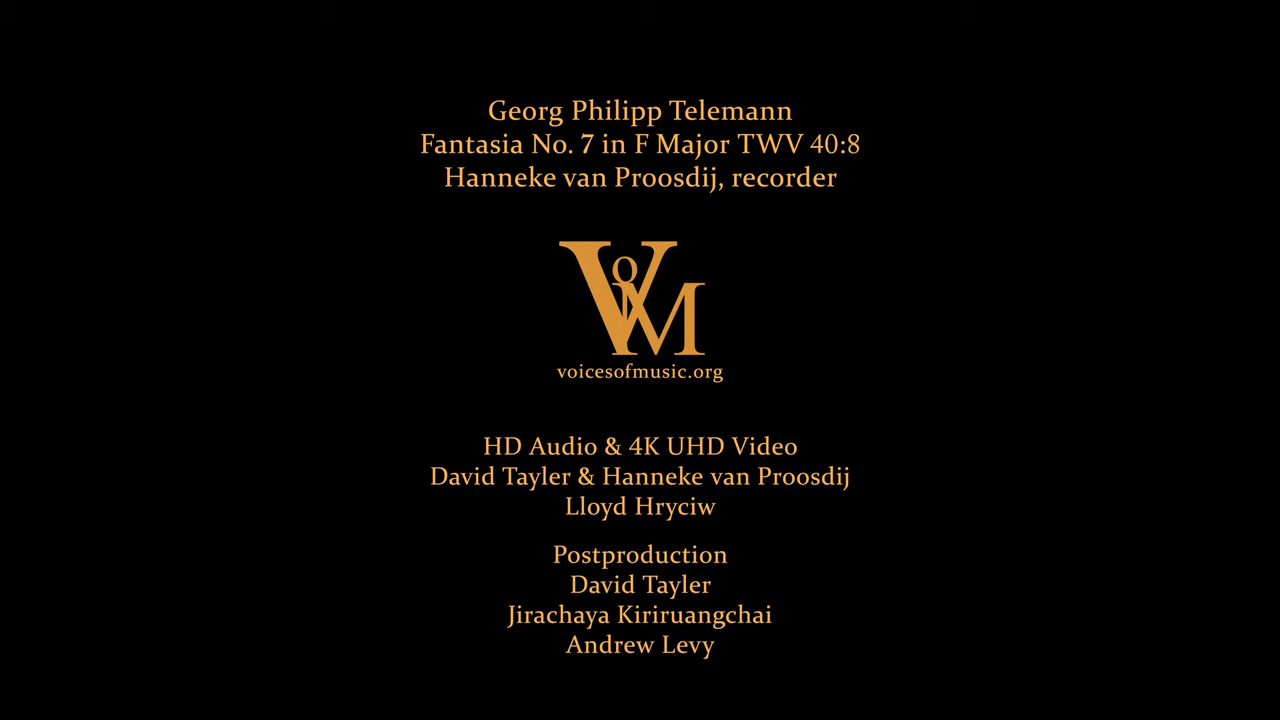 Georg Philipp Telemann
Fantasia No. 7 in F Major TWV 40:8
Hanneke van Proosdij, recorder
VoM
voicesofmusic.org
HD Audio & 4K UHD Video
David Tayler & Hanneke van Proosdij
Lloyd Hryciw
Postproduction
David Tayler
Jirachaya Kiriruangchai
Andrew Levy